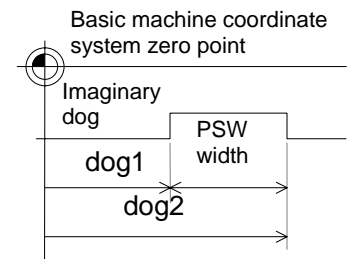 Basic machine coordinate
system zero point
Imaginary
dog
PSW
width
dog1
dog2